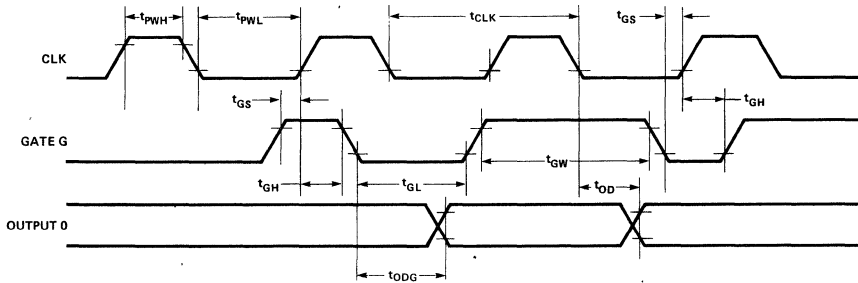 tPWH tPWL tCLK tGS
CLK
tGS tGH
GATE G
tGW
tGH tGL tOD
OUTPUT 0
tODG